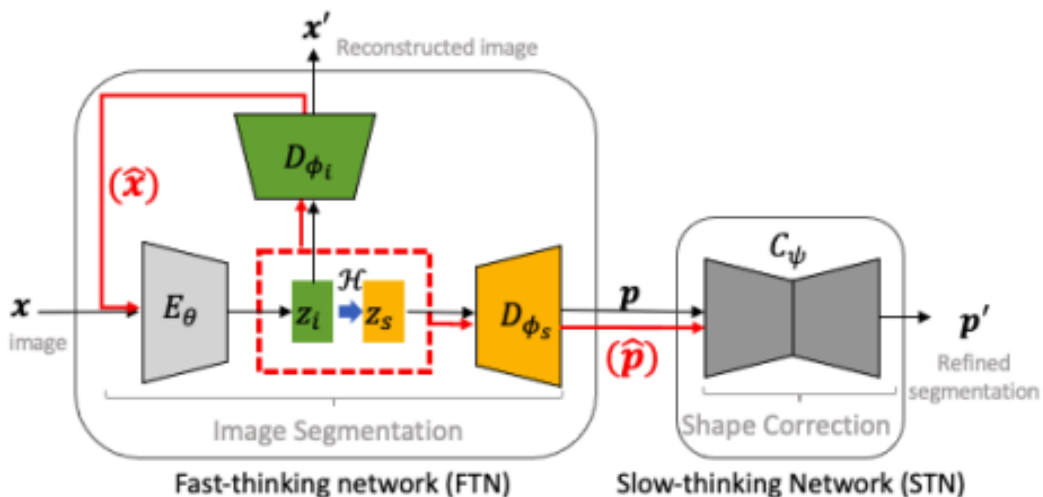 x′
Reconstructed image
D_ϕi
(x̂)
x
image
E_θ
z_i
ℋ
z_s
D_ϕs
p
(p̂)
C_ψ
p′
Refined
segmentation
Image Segmentation
Shape Correction
Fast-thinking network (FTN)
Slow-thinking Network (STN)